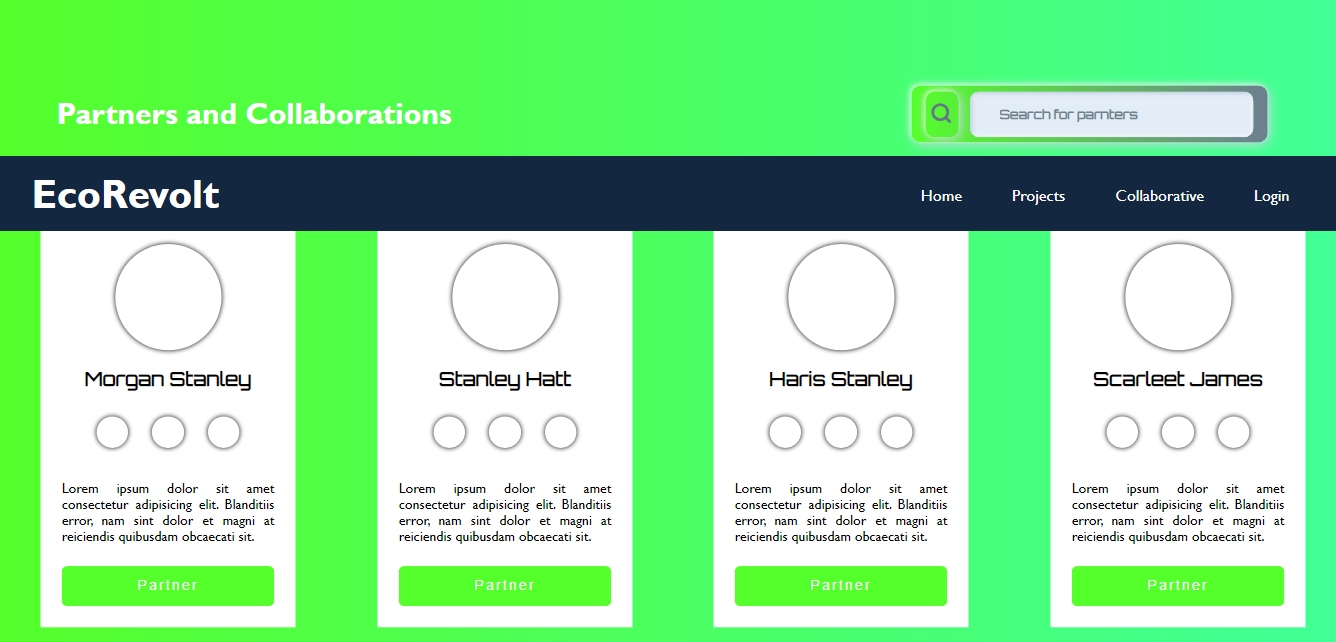 Partners and Collaborations
Search for parnters
EcoRevolt
Home Projects Collaborative Login
Morgan Stanley
Lorem ipsum dolor sit amet
consectetur adipisicing elit. Blanditiis
error, nam sint dolor et magni at
reiciendis quibusdam obcaecati sit.
Partner
Stanley Hatt
Lorem ipsum dolor sit amet
consectetur adipisicing elit. Blanditiis
error, nam sint dolor et magni at
reiciendis quibusdam obcaecati sit.
Partner
Haris Stanley
Lorem ipsum dolor sit amet
consectetur adipisicing elit. Blanditiis
error, nam sint dolor et magni at
reiciendis quibusdam obcaecati sit.
Partner
Scarleet James
Lorem ipsum dolor sit amet
consectetur adipisicing elit. Blanditiis
error, nam sint dolor et magni at
reiciendis quibusdam obcaecati sit.
Partner